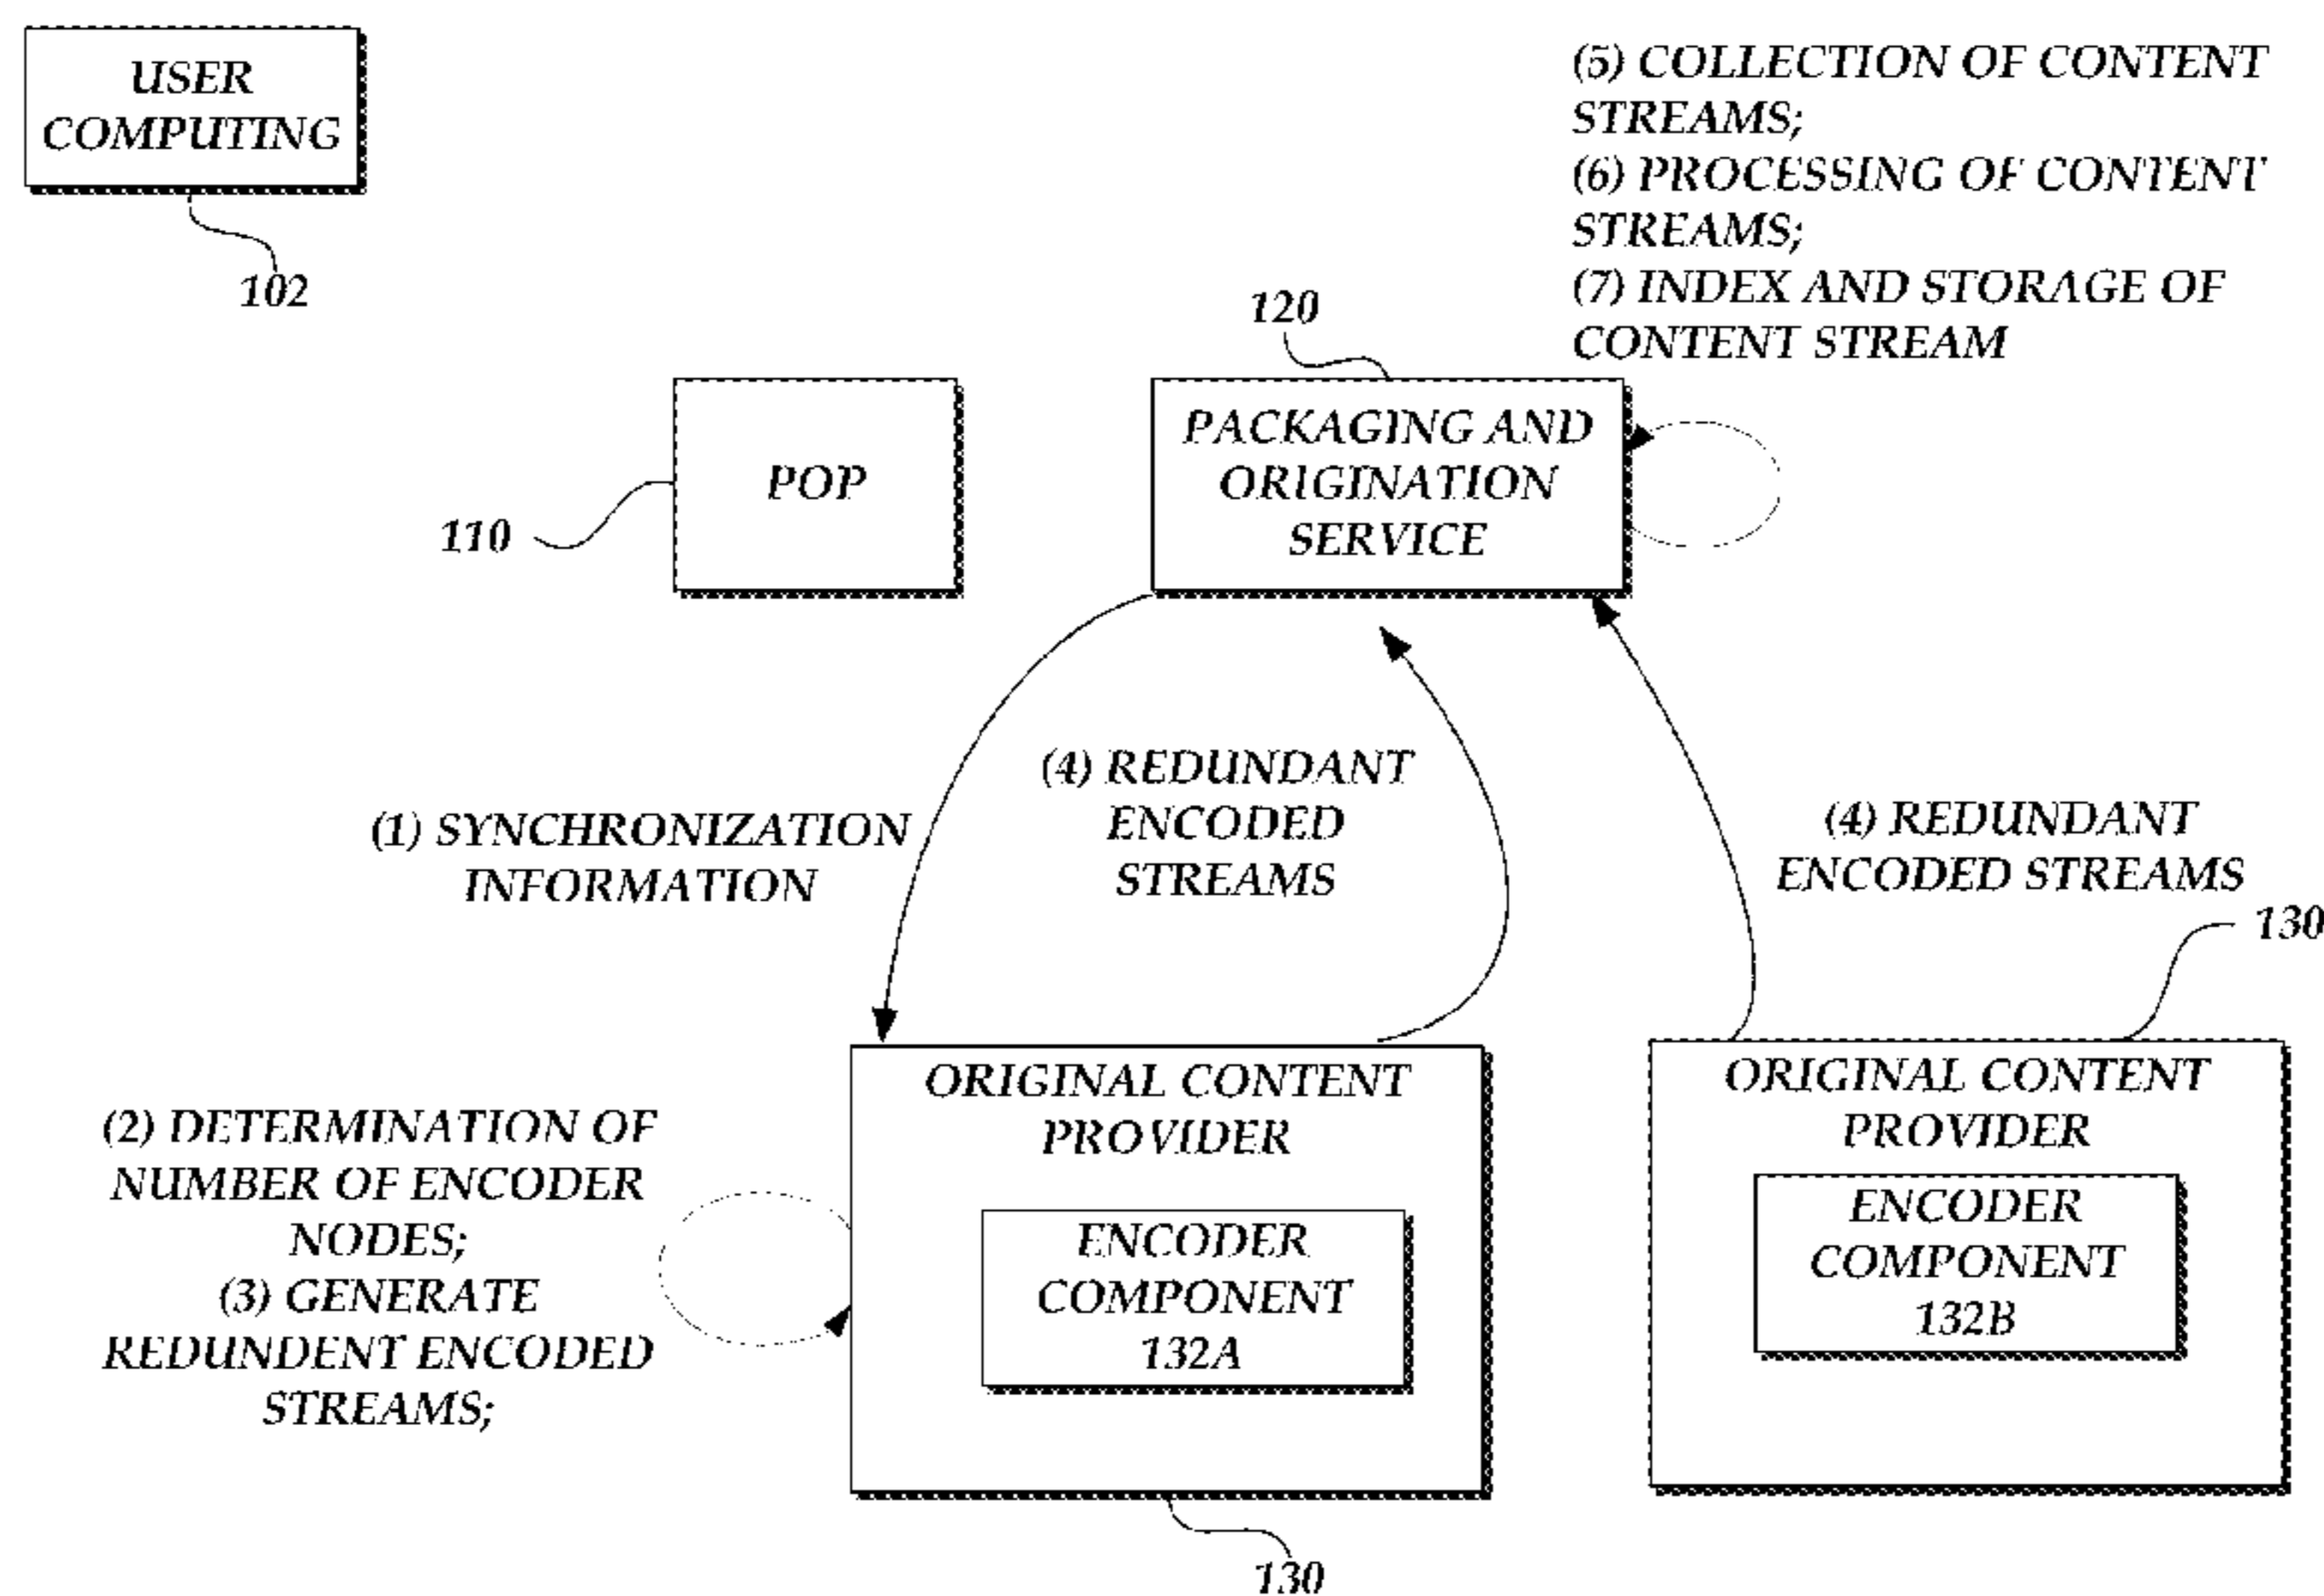 USER
COMPUTING
102
(5) COLLECTION OF CONTENT
STREAMS;
(6) PROCESSING OF CONTENT
STREAMS;
(7) INDEX AND STORAGE OF
CONTENT STREAM
120
POP
110
PACKAGING AND
ORIGINATION
SERVICE
(1) SYNCHRONIZATION
INFORMATION
(4) REDUNDANT
ENCODED
STREAMS
(4) REDUNDANT
ENCODED STREAMS
130
(2) DETERMINATION OF
NUMBER OF ENCODER
NODES;
(3) GENERATE
REDUNDENT ENCODED
STREAMS;
ORIGINAL CONTENT
PROVIDER
ENCODER
COMPONENT
132A
130
ORIGINAL CONTENT
PROVIDER
ENCODER
COMPONENT
132B